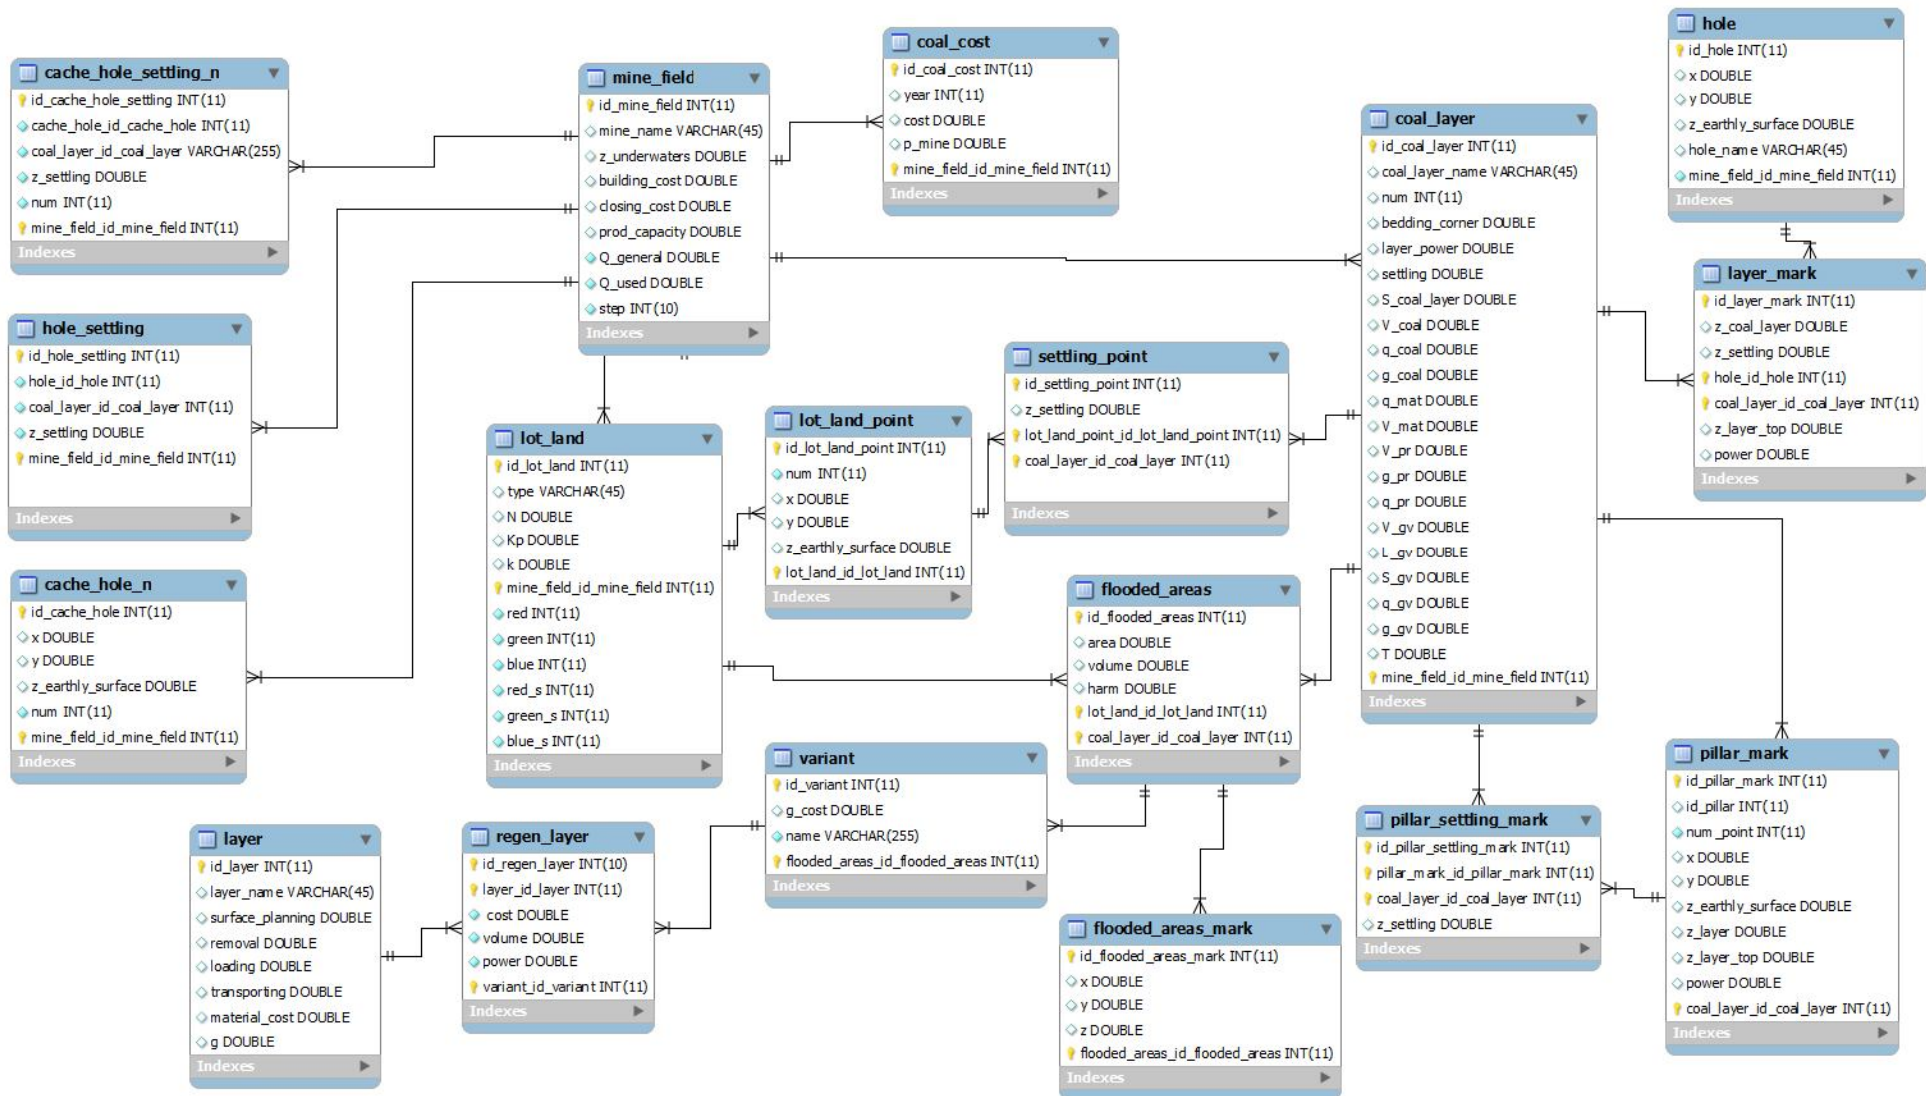 cache_hole_settling_n
id_cache_hole_settling INT(11)
cache_hole_id_cache_hole INT(11)
coal_layer_id_coal_layer VARCHAR(255)
z_settling DOUBLE
num INT(11)
mine_field_id_mine_field INT(11)
Indexes
mine_field
id_mine_field INT(11)
mine_name VARCHAR(45)
z_underwaters DOUBLE
building_cost DOUBLE
closing_cost DOUBLE
prod_capacity DOUBLE
Q_general DOUBLE
Q_used DOUBLE
step INT(10)
Indexes
coal_cost
id_coal_cost INT(11)
year INT(11)
cost DOUBLE
p_mine DOUBLE
mine_field_id_mine_field INT(11)
Indexes
coal_layer
id_coal_layer INT(11)
coal_layer_name VARCHAR(45)
num INT(11)
bedding_corner DOUBLE
layer_power DOUBLE
settling DOUBLE
S_coal_layer DOUBLE
V_coal DOUBLE
q_coal DOUBLE
g_coal DOUBLE
q_mat DOUBLE
V_mat DOUBLE
V_pr DOUBLE
g_pr DOUBLE
q_pr DOUBLE
V_gv DOUBLE
L_gv DOUBLE
S_gv DOUBLE
q_gv DOUBLE
g_gv DOUBLE
T DOUBLE
mine_field_id_mine_field INT(11)
Indexes
hole
id_hole INT(11)
x DOUBLE
y DOUBLE
z_earthly_surface DOUBLE
hole_name VARCHAR(45)
mine_field_id_mine_field INT(11)
Indexes
layer_mark
id_layer_mark INT(11)
z_coal_layer DOUBLE
z_settling DOUBLE
hole_id_hole INT(11)
coal_layer_id_coal_layer INT(11)
z_layer_top DOUBLE
power DOUBLE
Indexes
hole_settling
id_hole_settling INT(11)
hole_id_hole INT(11)
coal_layer_id_coal_layer INT(11)
z_settling DOUBLE
mine_field_id_mine_field INT(11)
Indexes
lot_land
id_lot_land INT(11)
type VARCHAR(45)
N DOUBLE
Kp DOUBLE
k DOUBLE
mine_field_id_mine_field INT(11)
red INT(11)
green INT(11)
blue INT(11)
red_s INT(11)
green_s INT(11)
blue_s INT(11)
Indexes
lot_land_point
id_lot_land_point INT(11)
num INT(11)
x DOUBLE
y DOUBLE
z_earthly_surface DOUBLE
lot_land_id_lot_land INT(11)
Indexes
settling_point
id_settling_point INT(11)
z_settling DOUBLE
lot_land_point_id_lot_land_point INT(11)
coal_layer_id_coal_layer INT(11)
Indexes
cache_hole_n
id_cache_hole INT(11)
x DOUBLE
y DOUBLE
z_earthly_surface DOUBLE
num INT(11)
mine_field_id_mine_field INT(11)
Indexes
flooded_areas
id_flooded_areas INT(11)
area DOUBLE
volume DOUBLE
harm DOUBLE
lot_land_id_lot_land INT(11)
coal_layer_id_coal_layer INT(11)
Indexes
variant
id_variant INT(11)
g_cost DOUBLE
name VARCHAR(255)
flooded_areas_id_flooded_areas INT(11)
Indexes
layer
id_layer INT(11)
layer_name VARCHAR(45)
surface_planning DOUBLE
removal DOUBLE
loading DOUBLE
transporting DOUBLE
material_cost DOUBLE
g DOUBLE
Indexes
regen_layer
id_regen_layer INT(10)
layer_id_layer INT(11)
cost DOUBLE
volume DOUBLE
power DOUBLE
variant_id_variant INT(11)
Indexes
flooded_areas_mark
id_flooded_areas_mark INT(11)
x DOUBLE
y DOUBLE
z DOUBLE
flooded_areas_id_flooded_areas INT(11)
Indexes
pillar_settling_mark
id_pillar_settling_mark INT(11)
pillar_mark_id_pillar_mark INT(11)
coal_layer_id_coal_layer INT(11)
z_settling DOUBLE
Indexes
pillar_mark
id_pillar_mark INT(11)
id_pillar INT(11)
num_point INT(11)
x DOUBLE
y DOUBLE
z_earthly_surface DOUBLE
z_layer DOUBLE
z_layer_top DOUBLE
power DOUBLE
coal_layer_id_coal_layer INT(11)
Indexes